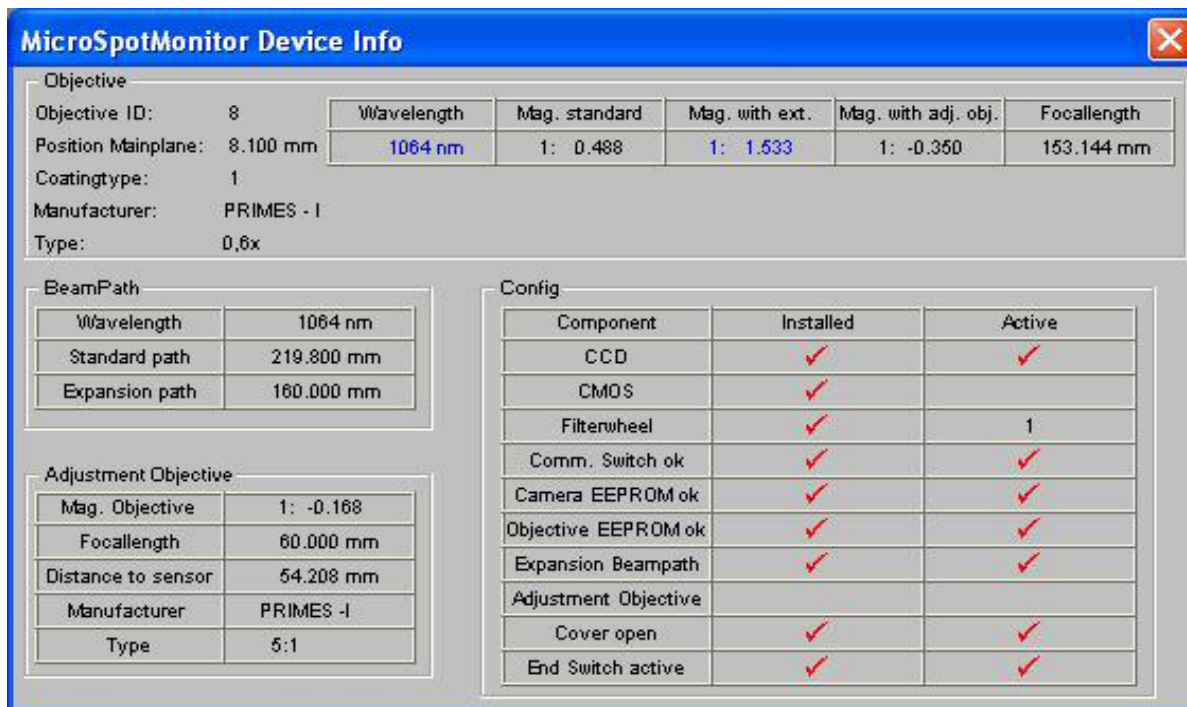 MicroSpotMonitor Device Info
Objective
Objective ID: 8
Position Mainplane: 8.100 mm
Coatingtype: 1
Manufacturer: PRIMES - I
Type: 0,6x
Wavelength Mag. standard Mag. with ext. Mag. with adj. obj. Focallength
1064 nm 1: 0.488 1: 1.533 1: -0.350 153.144 mm
BeamPath
Wavelength 1064 nm
Standard path 219.800 mm
Expansion path 160.000 mm
Adjustment Objective
Mag. Objective 1: -0.168
Focallength 60.000 mm
Distance to sensor 54.208 mm
Manufacturer PRIMES -I
Type 5:1
Config
Component Installed Active
CCD ✓ ✓
CMOS ✓
Filterwheel ✓ 1
Comm. Switch ok ✓ ✓
Camera EEPROM ok ✓ ✓
Objective EEPROM ok ✓ ✓
Expansion Beampath ✓ ✓
Adjustment Objective
Cover open ✓ ✓
End Switch active ✓ ✓